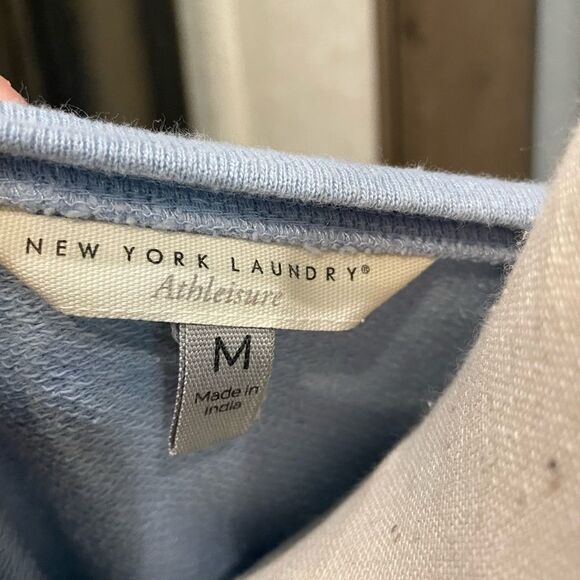 NEW YORK LAUNDRY®
Athleisure
M
Made in
India